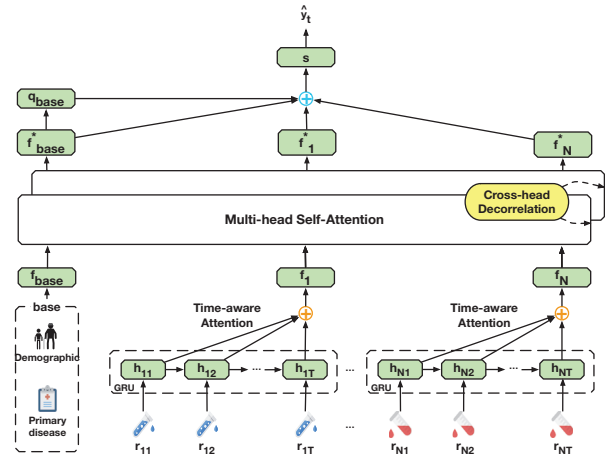 ŷt
s
qbase
f*base
f*1
f*N
Cross-head
Decorrelation
Multi-head Self-Attention
fbase
f1
fN
base
Time-aware
Attention
Time-aware
Attention
Demographic
h11
h12
...
h1T
...
hN1
hN2
...
hNT
GRU
GRU
Primary
disease
r11
r12
r1T
...
rN1
rN2
rNT